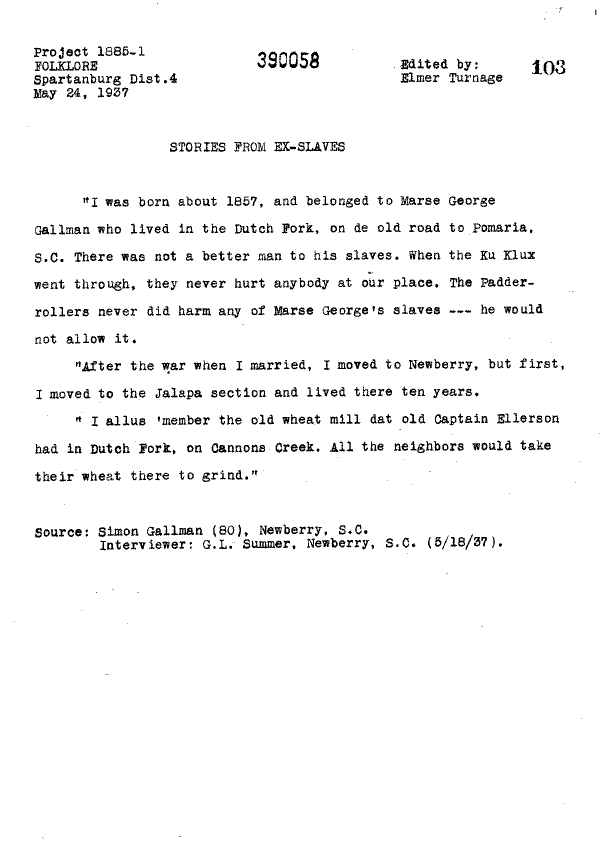 Project 1885-1
FOLKLORE
Spartanburg Dist.4
May 24, 1937
390058
Edited by:
Elmer Turnage
103
STORIES FROM EX-SLAVES
"I was born about 1857, and belonged to Marse George
Gallman who lived in the Dutch Fork, on de old road to Pomaria,
S.C. There was not a better man to his slaves. When the Ku Klux
went through, they never hurt anybody at our place. The Padder-
rollers never did harm any of Marse George's slaves --- he would
not allow it.
"After the war when I married, I moved to Newberry, but first,
I moved to the Jalapa section and lived there ten years.
" I allus 'member the old wheat mill dat old Captain Ellerson
had in Dutch Fork, on Cannons Creek. All the neighbors would take
their wheat there to grind."
Source: Simon Gallman (80), Newberry, S.C.
Interviewer: G.L. Summer, Newberry, S.C. (5/18/37).